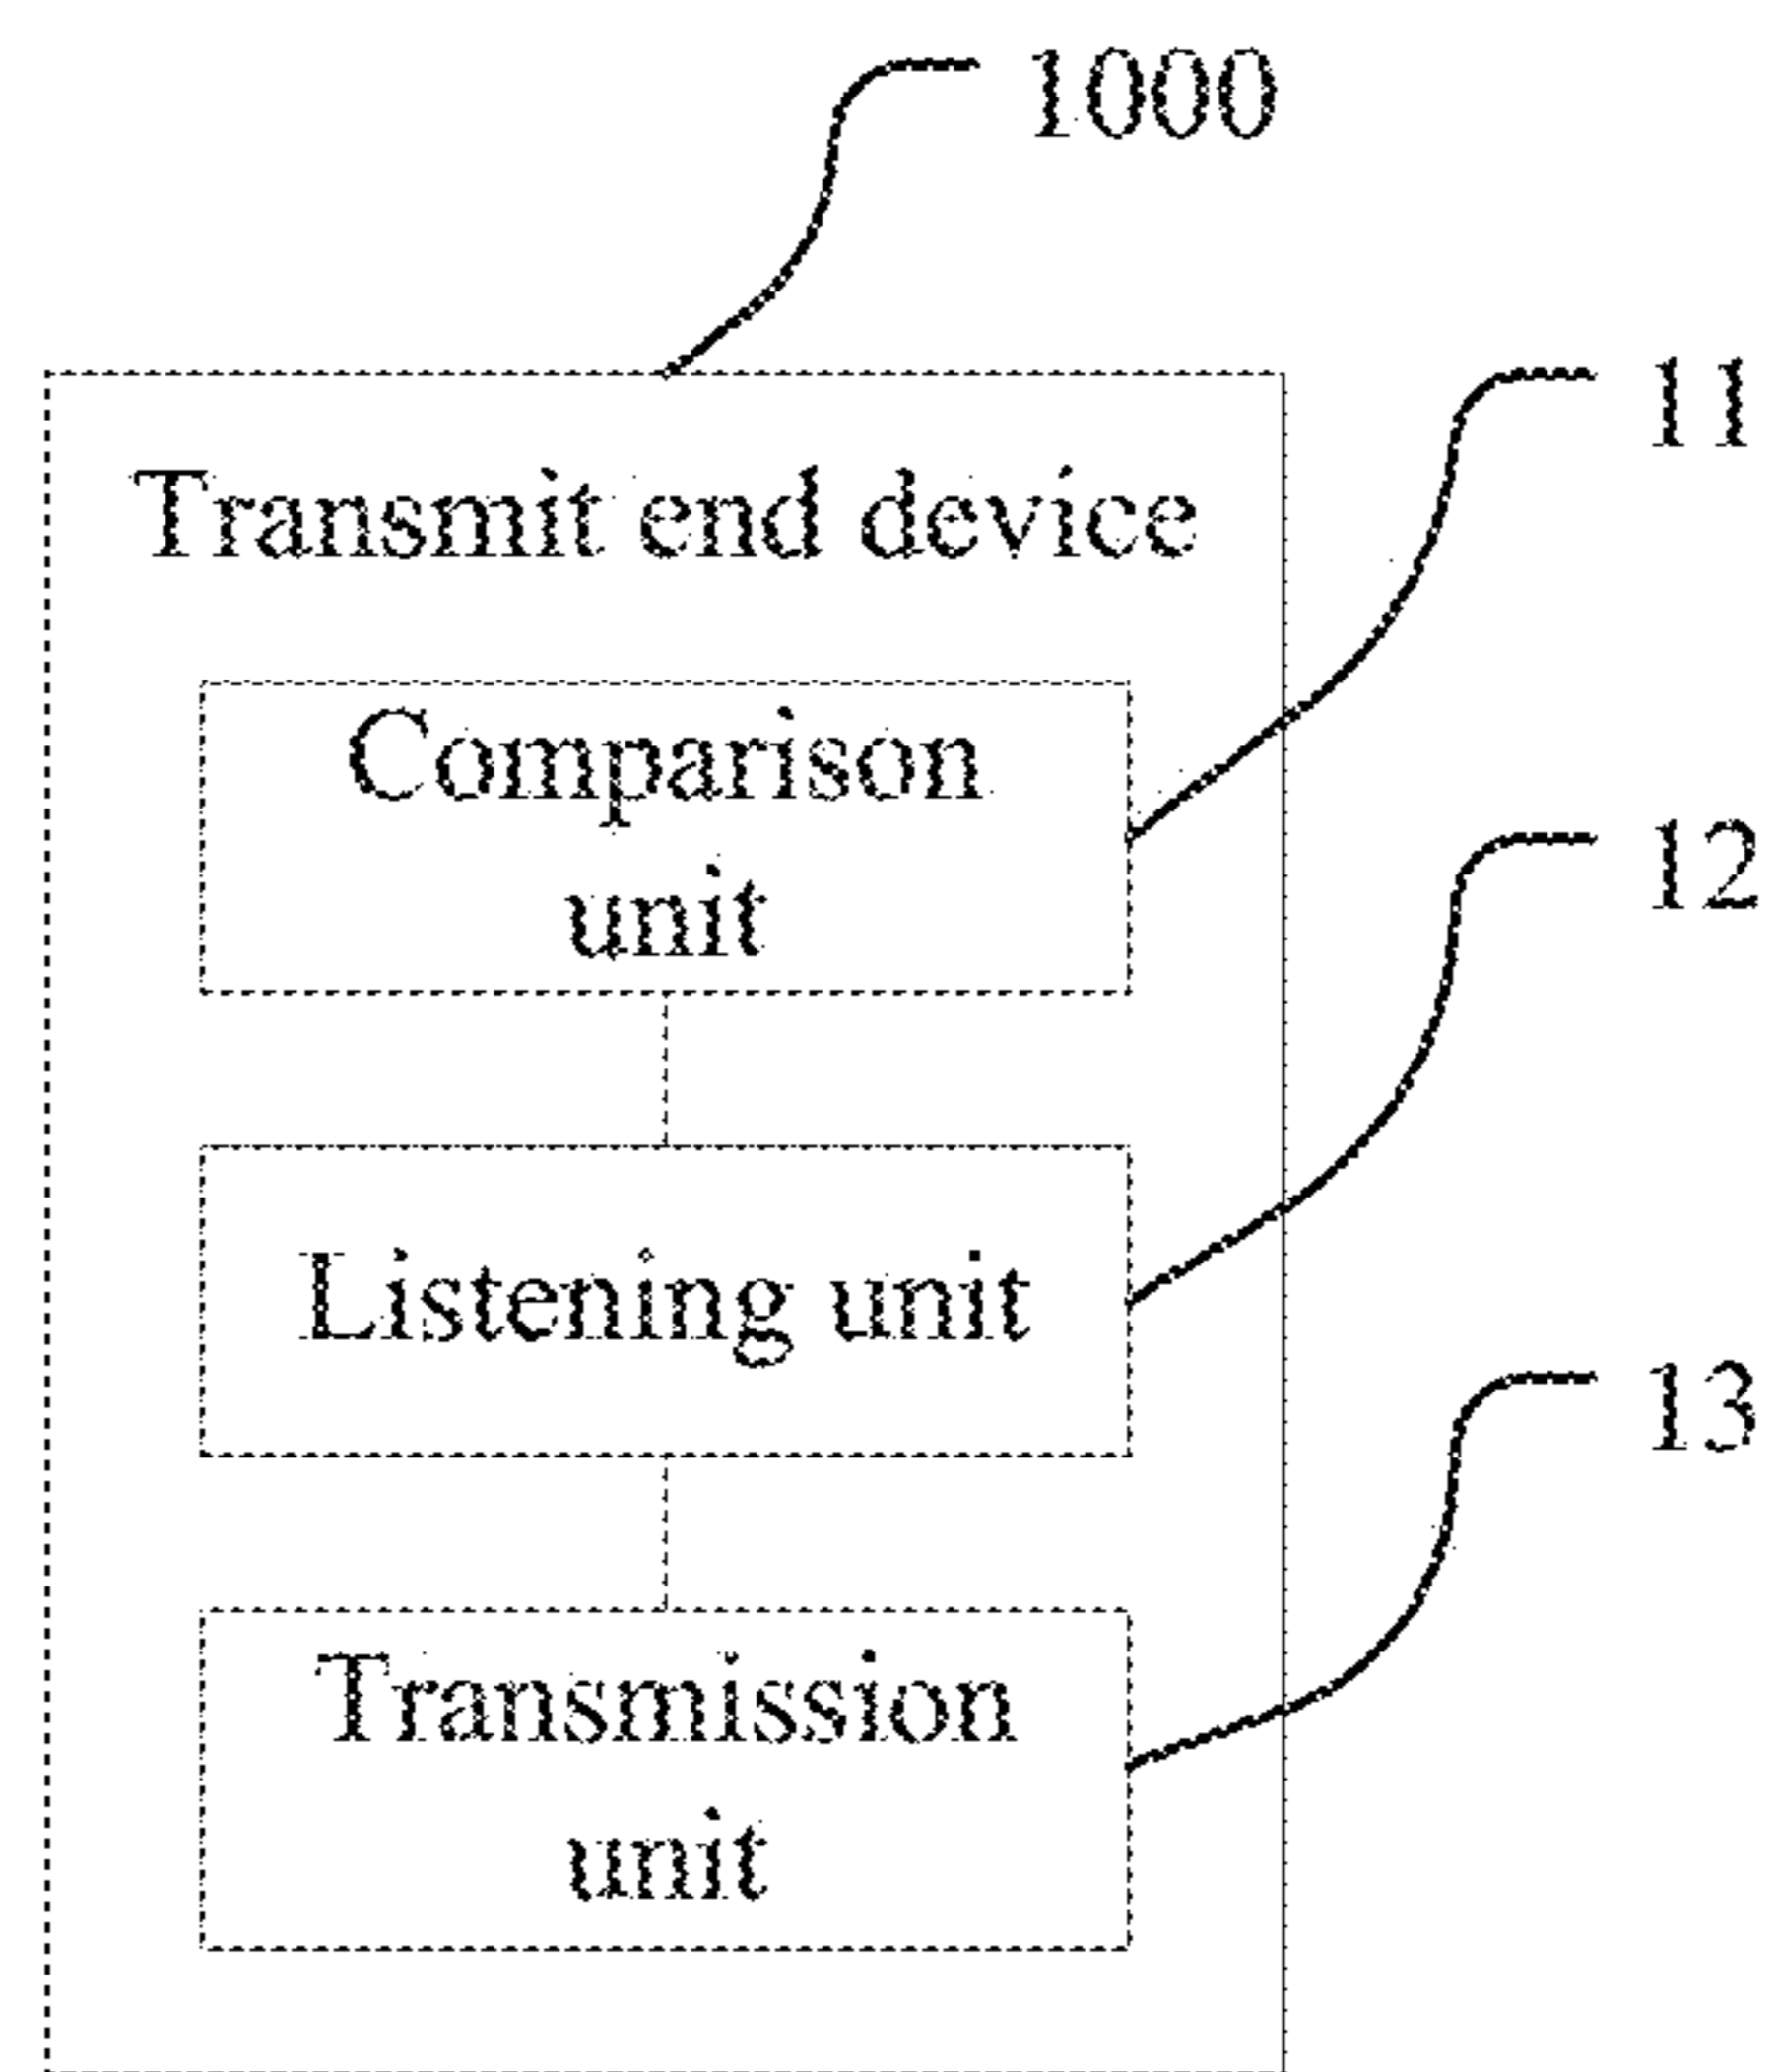 1000
11
Transmit end device
Comparison
unit
12
Listening unit
13
Transmission
unit